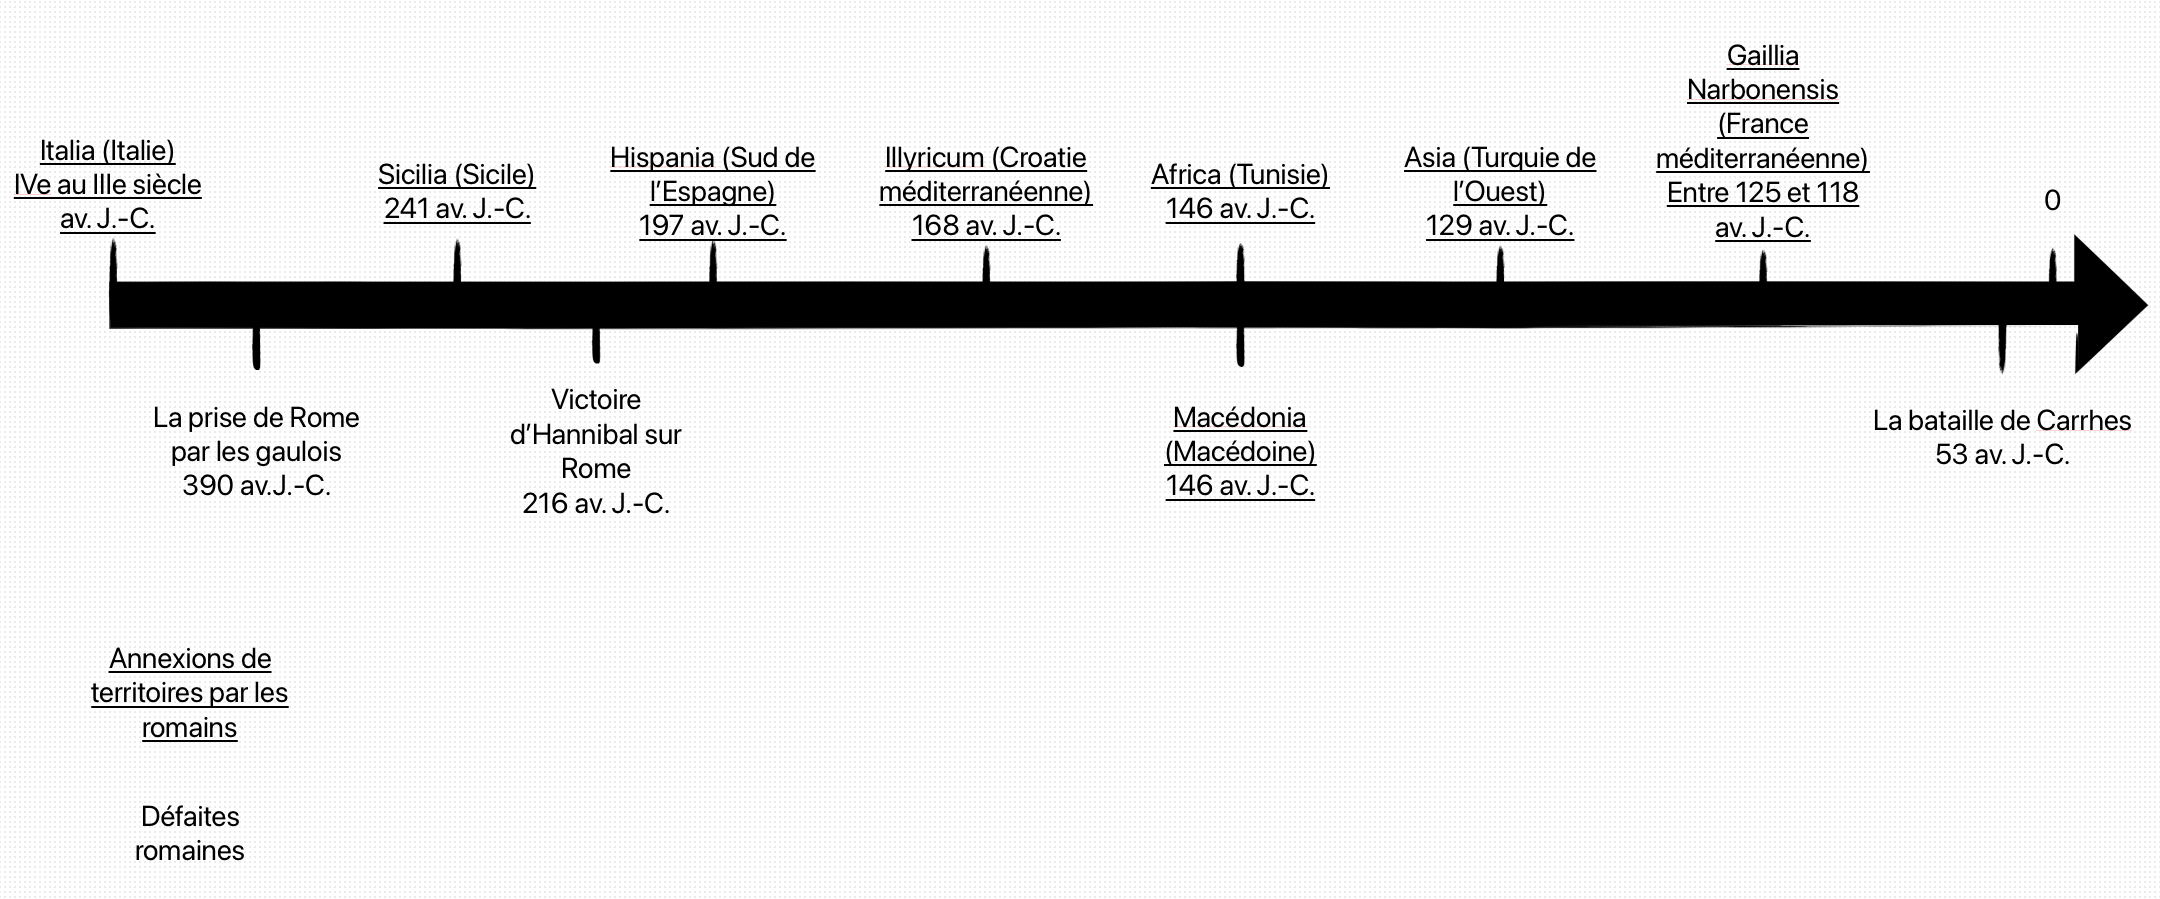 Italia (Italie)
IVe au IIIe siècle
av. J.-C.
Sicilia (Sicile)
241 av. J.-C.
Hispania (Sud de
l'Espagne)
197 av. J.-C.
Illyricum (Croatie
méditerranéenne)
168 av. J.-C.
Africa (Tunisie)
146 av. J.-C.
Asia (Turquie de
l'Ouest)
129 av. J.-C.
Gaillia
Narbonensis
(France
méditerranéenne)
Entre 125 et 118
av. J.-C.
0
La prise de Rome
par les gaulois
390 av.J.-C.
Victoire
d'Hannibal sur
Rome
216 av. J.-C.
Macédonia
(Macédoine)
146 av. J.-C.
La bataille de Carrhes
53 av. J.-C.
Annexions de
territoires par les
romains
Défaites
romaines